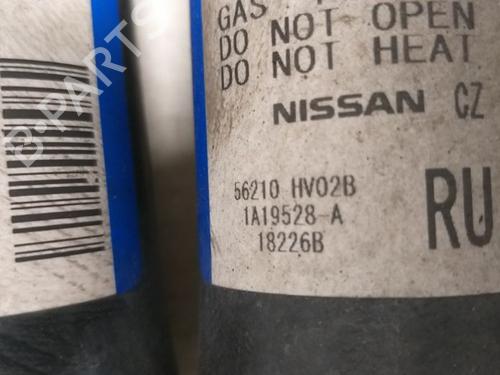 GAS
DO NOT OPEN
DO NOT HEAT
NISSAN CZ
56210 HV02B
1A19528-A
18226B
RU
B-PARTS